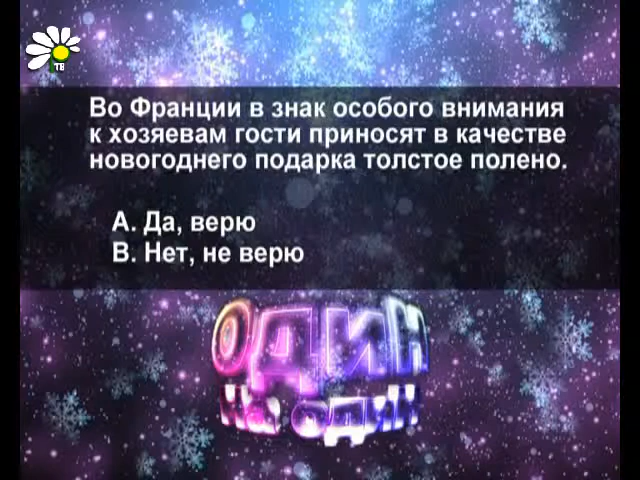 ТВ
Во Франции в знак особого внимания
к хозяевам гости приносят в качестве
новогоднего подарка толстое полено.
А. Да, верю
В. Нет, не верю
ОДИН
на один